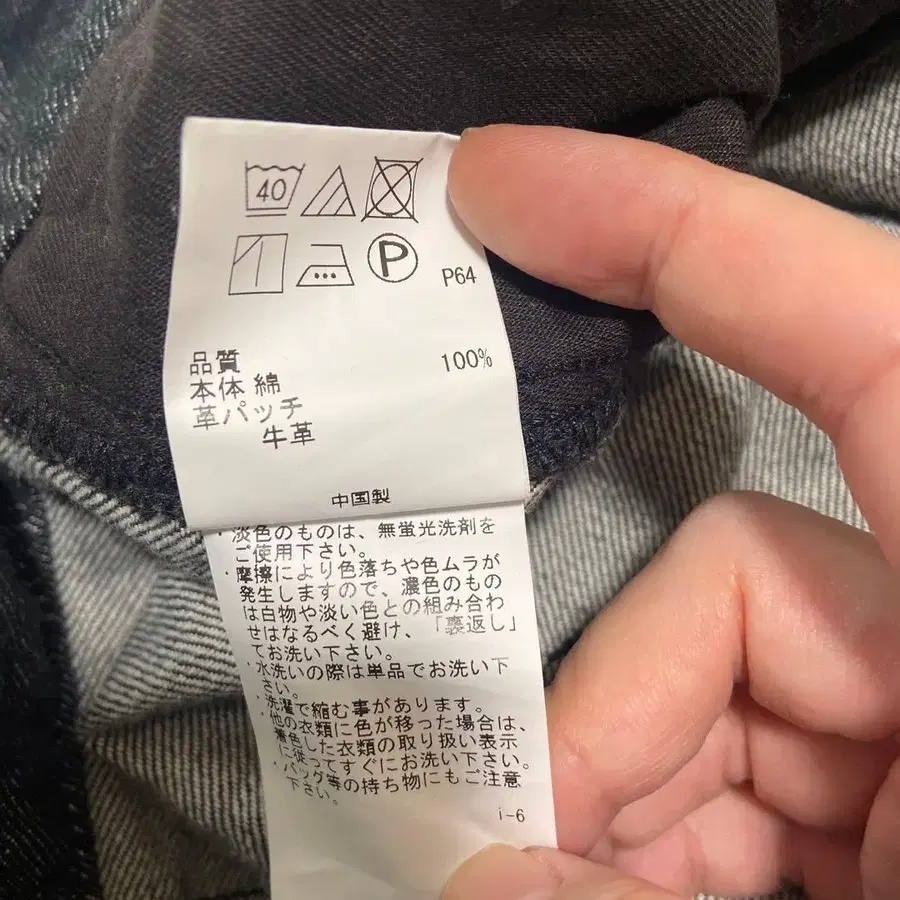 40
P
P64
品質
本体 綿 100%
革パッチ
牛革
中国製
・淡色のものは、無蛍光洗剤を
ご使用下さい。
・摩擦により色落ちや色ムラが
発生しますので、濃色のもの
は白物や淡い色との組み合わ
せはなるべく避け、「裏返し」
てお洗い下さい。
・水洗いの際は単品でお洗い下
さい。
・洗濯で縮む事があります。
・他の衣類に色が移った場合は、
着色した衣類の取り扱い表示
に従ってすぐにお洗い下さい。
・バッグ等の持ち物にもご注意
下さい。
i-6